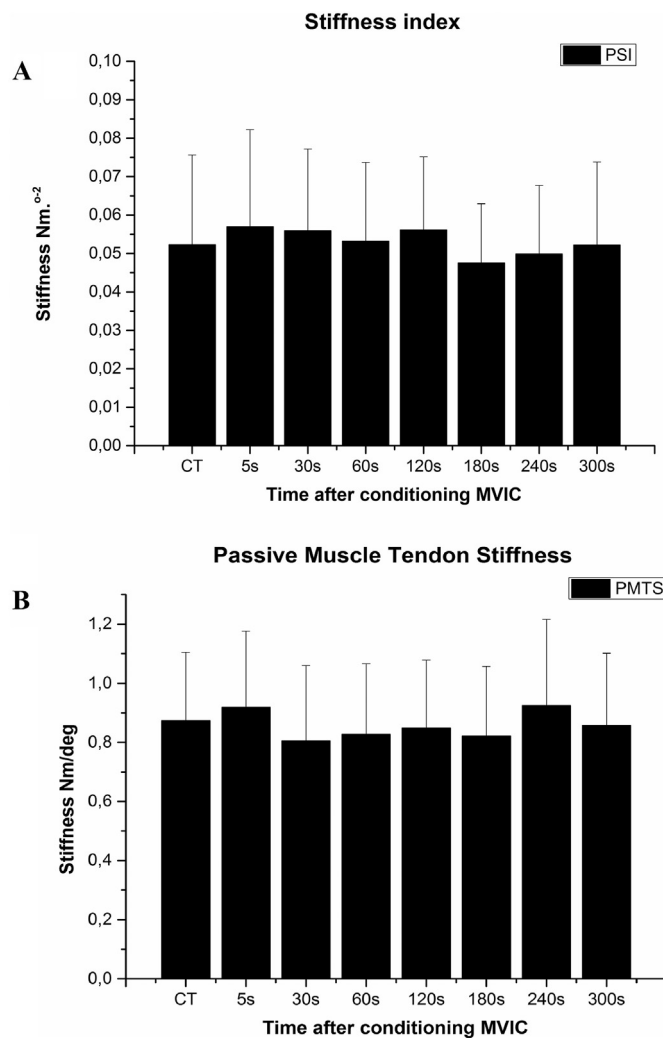 Stiffness index
A
PSI
0,10
0,09
0,08
0,07
0,06
0,05
0,04
0,03
0,02
0,01
0,00
Stiffness Nm.º⁻²
CT 5s 30s 60s 120s 180s 240s 300s
Time after conditioning MVIC
Passive Muscle Tendon Stiffness
B
PMTS
1,2
1,0
0,8
0,6
0,4
0,2
0,0
Stiffness Nm/deg
CT 5s 30s 60s 120s 180s 240s 300s
Time after conditioning MVIC